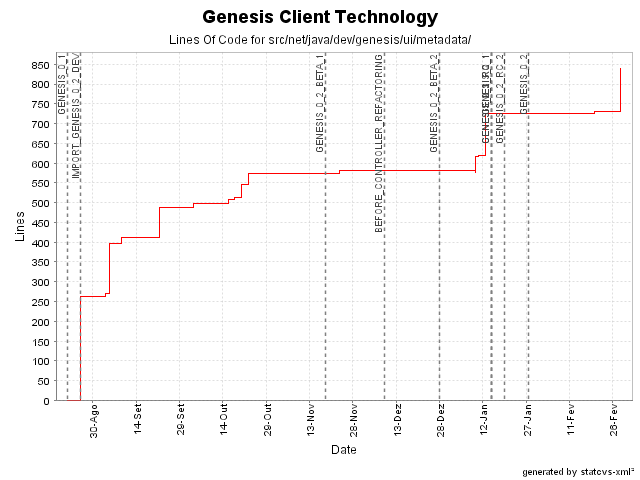 Genesis Client Technology
Lines Of Code for src/net/java/dev/genesis/ui/metadata/
Lines
850
800
750
700
650
600
550
500
450
400
350
300
250
200
150
100
50
0
GENESIS_0_1
IMPORT_GENESIS_0_2_DEV
GENESIS_0_2_BETA_1
BEFORE_CONTROLLER_REFACTORING
GENESIS_0_2_BETA_2
GENESIS_0_2_RC_2
GENESIS_0_2
30-Ago
14-Set
29-Set
14-Out
29-Out
13-Nov
28-Nov
13-Dez
28-Dez
12-Jan
27-Jan
11-Fev
26-Fev
Date
generated by statcvs-xml²